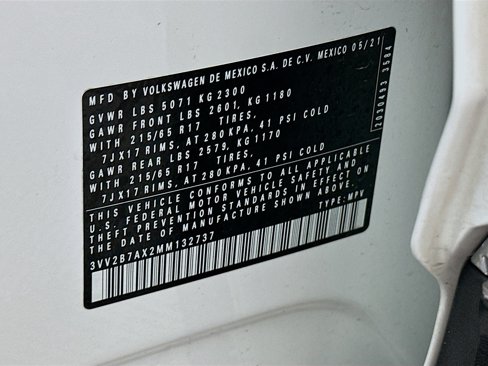 MFD BY VOLKSWAGEN DE MEXICO S.A. DE C.V. MEXICO 05/21
GVWR LBS 5071 KG 2300
GAWR FRONT LBS 2601, KG 1180
WITH 215/65 R17 TIRES,
7JX17 RIMS, AT 280 KPA, 41 PSI COLD
GAWR REAR LBS 2579, KG 1170
WITH 215/65 R17 TIRES,
7JX17 RIMS, AT 280 KPA, 41 PSI COLD
THIS VEHICLE CONFORMS TO ALL APPLICABLE
U.S. FEDERAL MOTOR VEHICLE SAFETY AND
THEFT PREVENTION STANDARDS IN EFFECT ON
THE DATE OF MANUFACTURE SHOWN ABOVE.
3VV2B7AX2MM132737 TYPE: MPV
2030493 3584